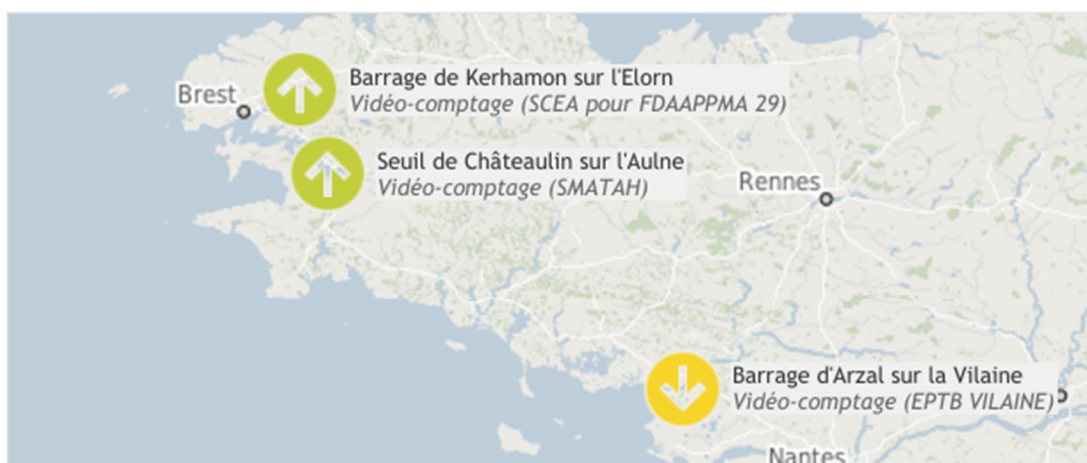 Barrage de Kerhamon sur l'Elorn
Vidéo-comptage (SCEA pour FDAAPPMA 29)
Brest
Seuil de Châteaulin sur l'Aulne
Vidéo-comptage (SMATAH)
Rennes
Barrage d'Arzal sur la Vilaine
Vidéo-comptage (EPTB VILAINE)
Nantes